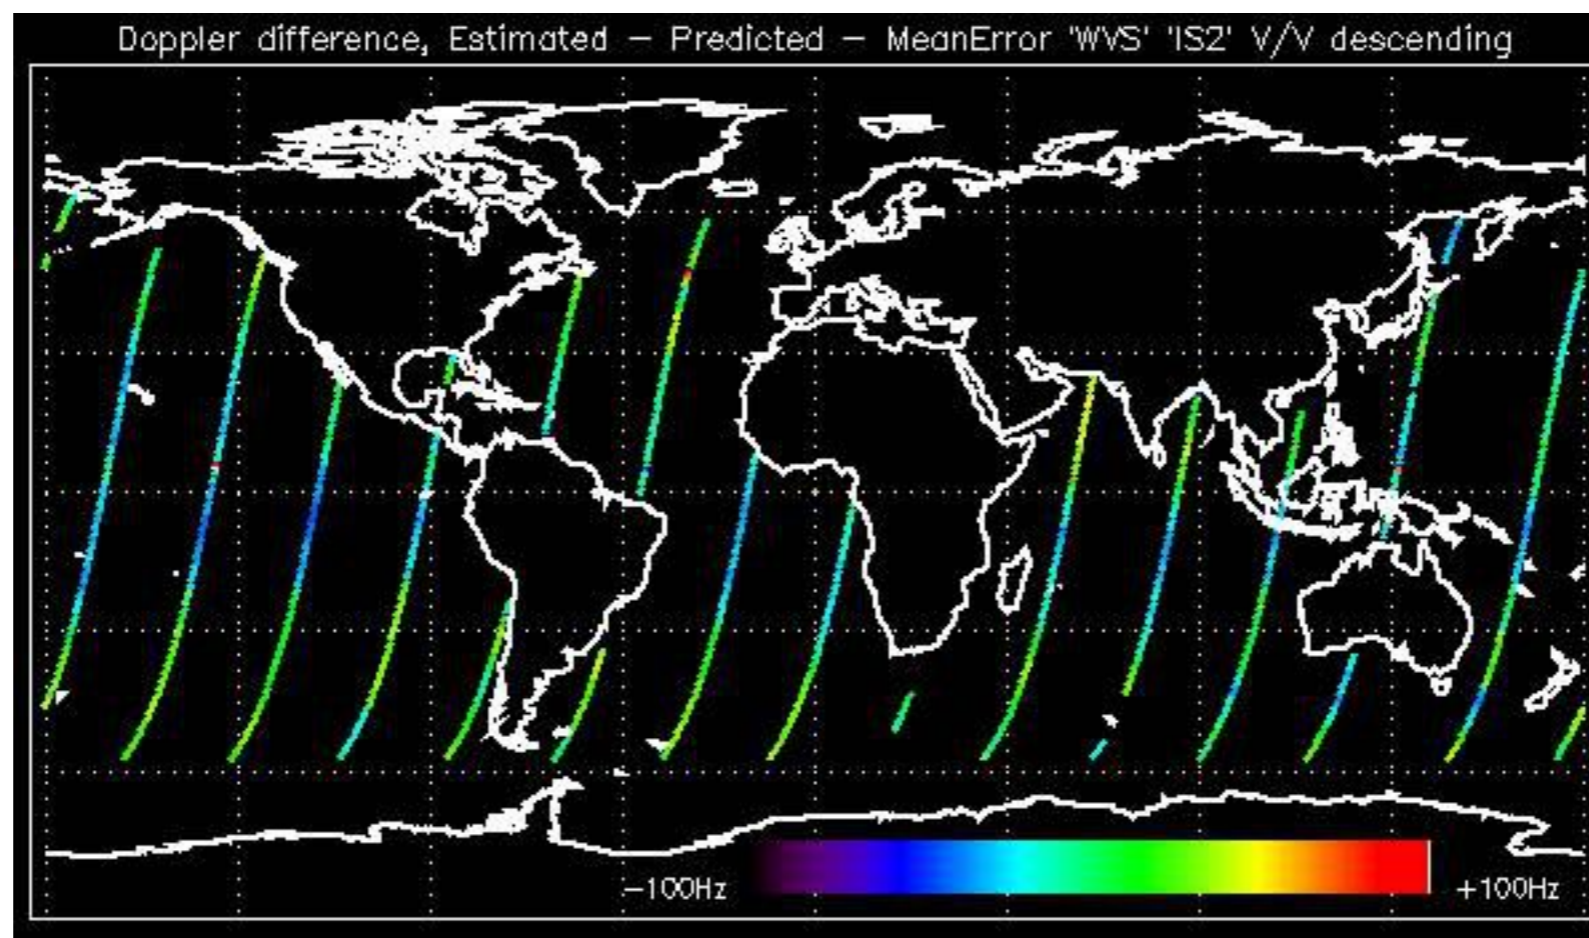 Doppler difference, Estimated – Predicted – MeanError 'WVS' 'IS2' V/V descending
–100Hz
+100Hz